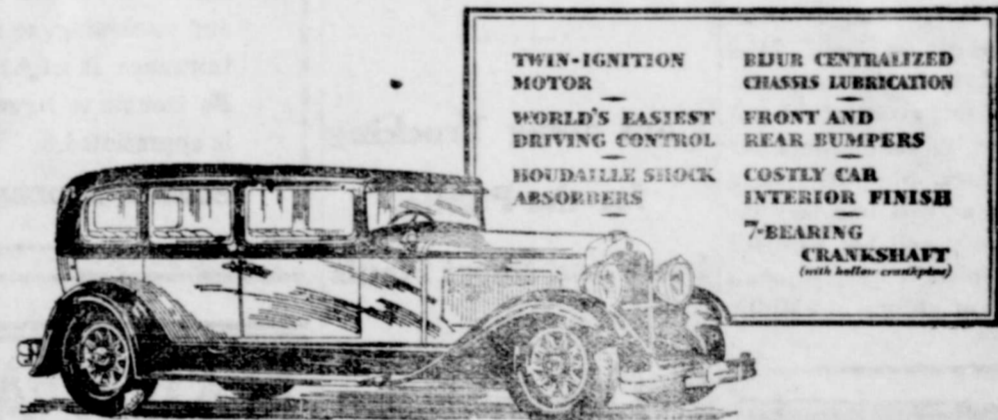 TWIN-IGNITION
MOTOR
WORLD'S EASIEST
DRIVING CONTROL
HOUDAILLE SHOCK
ABSORBERS
BIJUR CENTRALIZED
CHASSIS LUBRICATION
FRONT AND
REAR BUMPERS
COSTLY CAR
INTERIOR FINISH
7-BEARING
CRANKSHAFT
(with hollow crankpins)